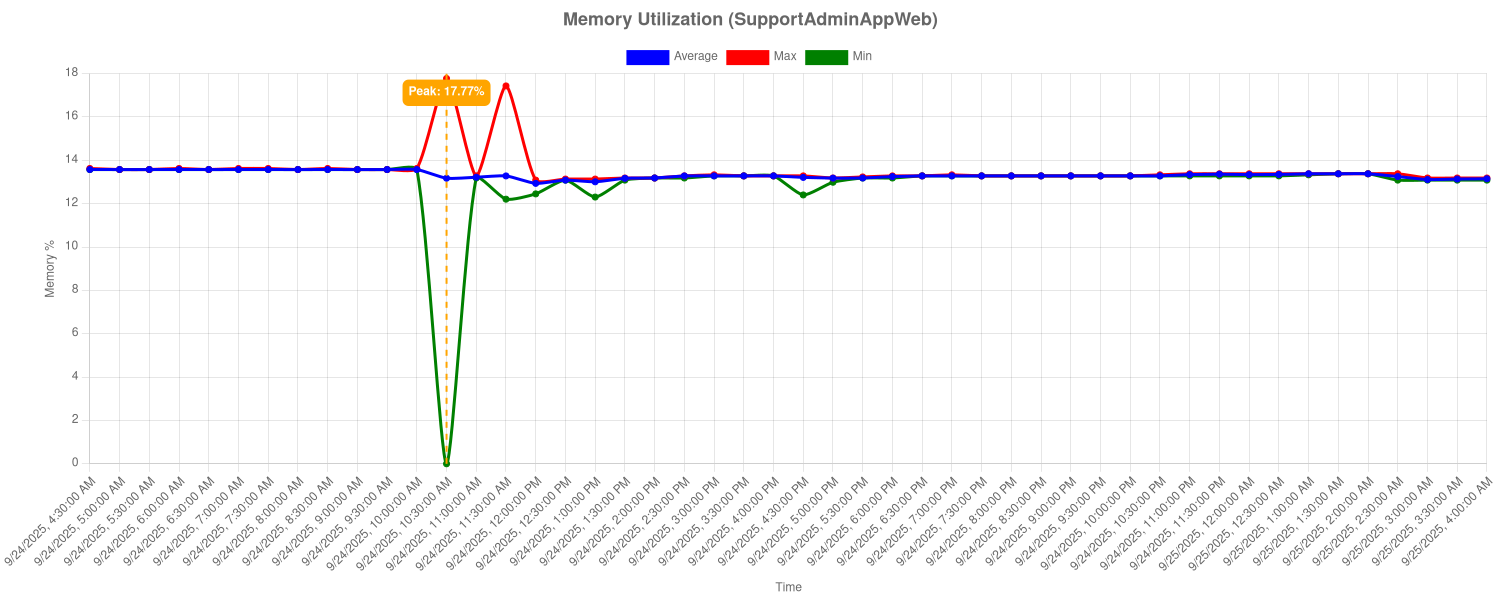 Memory Utilization (SupportAdminAppWeb)
Average Max Min
18
Peak: 17.77%
16
14
12
10
8
6
4
2
0
Memory %
9/24/2025, 4:30:00 AM
9/24/2025, 5:00:00 AM
9/24/2025, 5:30:00 AM
9/24/2025, 6:00:00 AM
9/24/2025, 6:30:00 AM
9/24/2025, 7:00:00 AM
9/24/2025, 7:30:00 AM
9/24/2025, 8:00:00 AM
9/24/2025, 8:30:00 AM
9/24/2025, 9:00:00 AM
9/24/2025, 9:30:00 AM
9/24/2025, 10:00:00 AM
9/24/2025, 10:30:00 AM
9/24/2025, 11:00:00 AM
9/24/2025, 11:30:00 AM
9/24/2025, 12:00:00 PM
9/24/2025, 12:30:00 PM
9/24/2025, 1:00:00 PM
9/24/2025, 1:30:00 PM
9/24/2025, 2:00:00 PM
9/24/2025, 2:30:00 PM
9/24/2025, 3:00:00 PM
9/24/2025, 3:30:00 PM
9/24/2025, 4:00:00 PM
9/24/2025, 4:30:00 PM
9/24/2025, 5:00:00 PM
9/24/2025, 5:30:00 PM
9/24/2025, 6:00:00 PM
9/24/2025, 6:30:00 PM
9/24/2025, 7:00:00 PM
9/24/2025, 7:30:00 PM
9/24/2025, 8:00:00 PM
9/24/2025, 8:30:00 PM
9/24/2025, 9:00:00 PM
9/24/2025, 9:30:00 PM
9/24/2025, 10:00:00 PM
9/24/2025, 10:30:00 PM
9/24/2025, 11:00:00 PM
9/24/2025, 11:30:00 PM
9/25/2025, 12:00:00 AM
9/25/2025, 12:30:00 AM
9/25/2025, 1:00:00 AM
9/25/2025, 1:30:00 AM
9/25/2025, 2:00:00 AM
9/25/2025, 2:30:00 AM
9/25/2025, 3:00:00 AM
9/25/2025, 3:30:00 AM
9/25/2025, 4:00:00 AM
Time